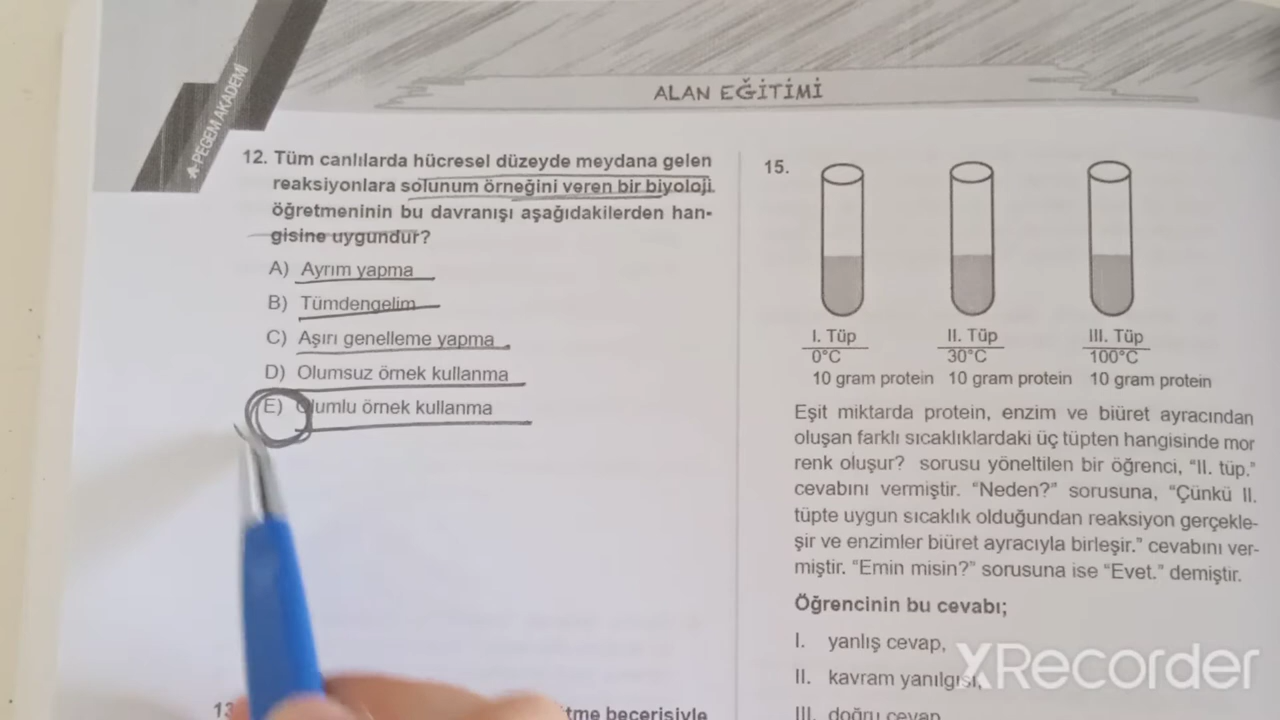 PEGEM AKADEMİ
ALAN EĞİTİMİ
12. Tüm canlılarda hücresel düzeyde meydana gelen
reaksiyonlara solunum örneğini veren bir biyoloji
öğretmeninin bu davranışı aşağıdakilerden han-
gisine uygundur?
A) Ayrım yapma
B) Tümdengelim
C) Aşırı genelleme yapma
D) Olumsuz örnek kullanma
E) Olumlu örnek kullanma
13
tme becerisiyle
15.
I. Tüp II. Tüp III. Tüp
0°C 30°C 100°C
10 gram protein 10 gram protein 10 gram protein
Eşit miktarda protein, enzim ve biüret ayracından
oluşan farklı sıcaklıklardaki üç tüpten hangisinde mor
renk oluşur? sorusu yöneltilen bir öğrenci, "II. tüp."
cevabını vermiştir. "Neden?" sorusuna, "Çünkü II.
tüpte uygun sıcaklık olduğundan reaksiyon gerçekle-
şir ve enzimler biüret ayracıyla birleşir." cevabını ver-
miştir. "Emin misin?" sorusuna ise "Evet." demiştir.
Öğrencinin bu cevabı;
I. yanlış cevap,
II. kavram yanılgısı,
III. doğru cevap
XRecorder